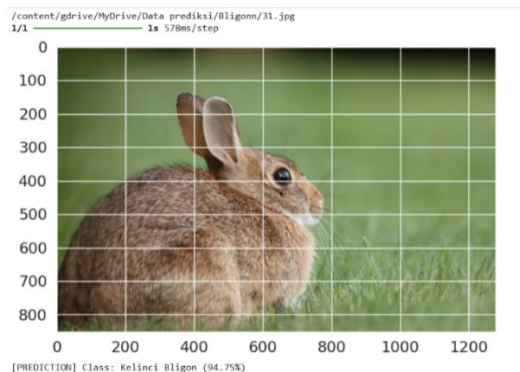 /content/gdrive/MyDrive/Data prediksi/Bligonn/31.jpg
1/1 1s 578ms/step
0
100
200
300
400
500
600
700
800
0 200 400 600 800 1000 1200
[PREDICTION] Class: Kelinci Bligon (94.75%)